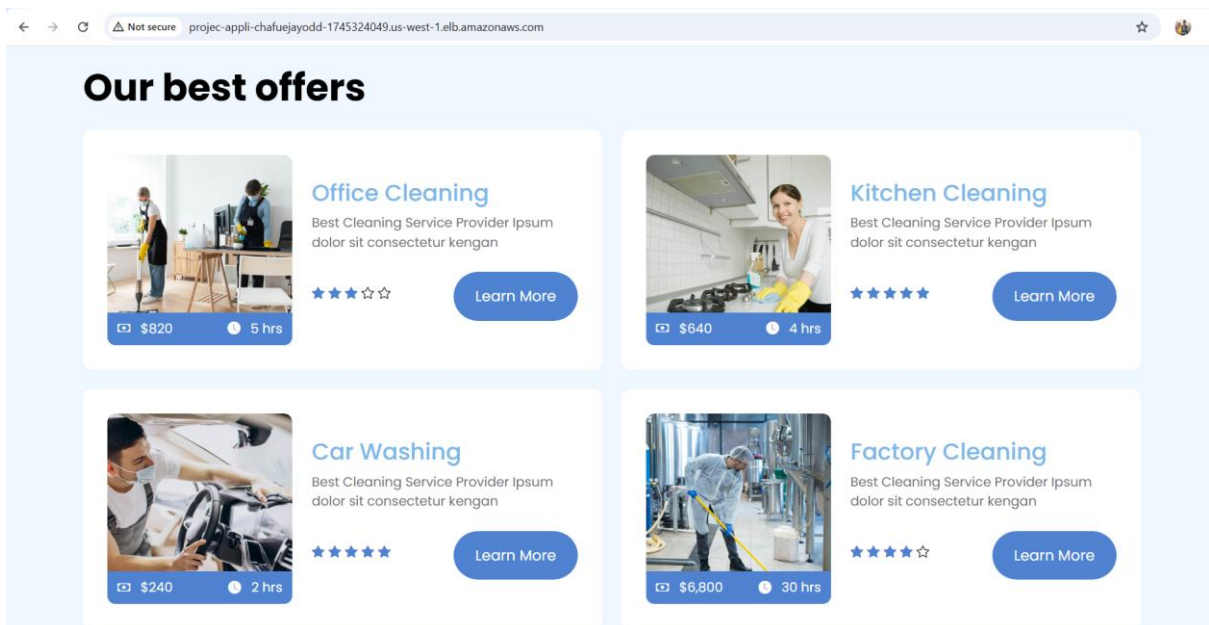 Not secure projec-appli-chafuejayodd-1745324049.us-west-1.elb.amazonaws.com
Our best offers
Office Cleaning
Best Cleaning Service Provider Ipsum
dolor sit consectetur kengan
Learn More
$820 5 hrs
Kitchen Cleaning
Best Cleaning Service Provider Ipsum
dolor sit consectetur kengan
Learn More
$640 4 hrs
Car Washing
Best Cleaning Service Provider Ipsum
dolor sit consectetur kengan
Learn More
$240 2 hrs
Factory Cleaning
Best Cleaning Service Provider Ipsum
dolor sit consectetur kengan
Learn More
$6,800 30 hrs